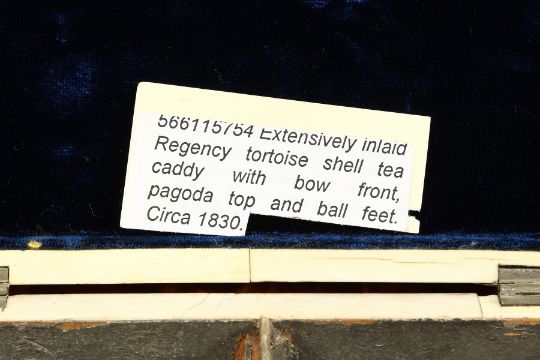 566115754 Extensively inlaid
Regency tortoise shell tea
caddy with bow front,
pagoda top and ball feet.
Circa 1830.